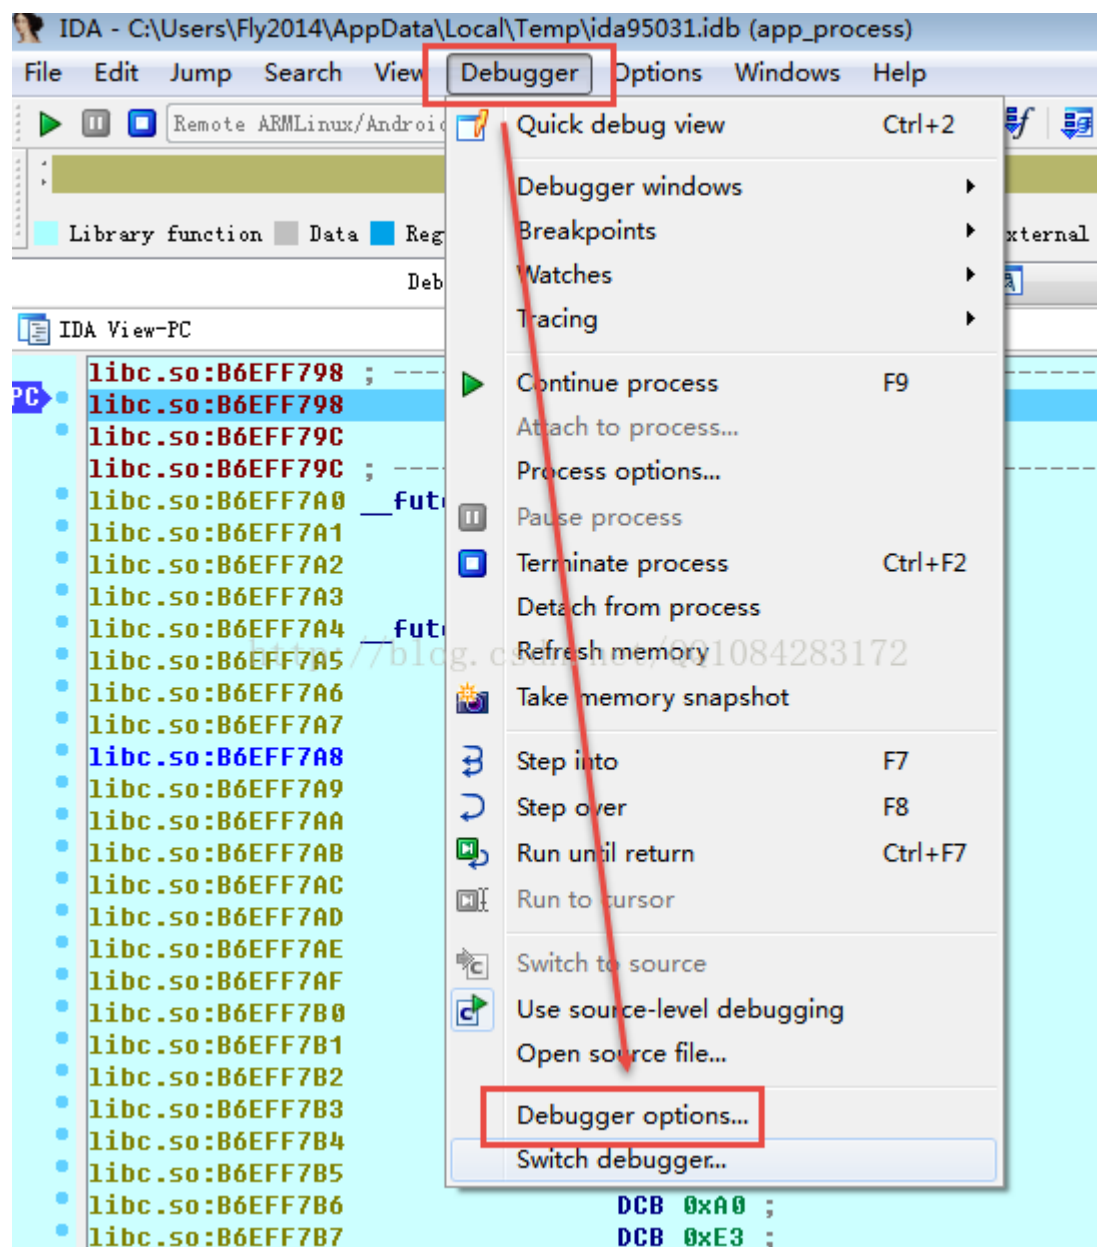 IDA - C:\Users\Fly2014\AppData\Local\Temp\ida95031.idb (app_process)
File Edit Jump Search View Debugger Options Windows Help
Remote ARMLinux/Android
Quick debug view Ctrl+2
Debugger windows
Library function Data Reg
Breakpoints
xternal
Deb
Watches
Tracing
IDA View-PC
libc.so:B6EFF798 ; ----
PC
libc.so:B6EFF798
Continue process F9
libc.so:B6EFF79C
Attach to process...
libc.so:B6EFF79C ; ----
Process options...
libc.so:B6EFF7A0 __fut
Pause process
libc.so:B6EFF7A1
libc.so:B6EFF7A2
Terminate process Ctrl+F2
libc.so:B6EFF7A3
Detach from process
libc.so:B6EFF7A4 __fut
http://blog.csdn.net/QQ1084283172
libc.so:B6EFF7A5
Refresh memory
libc.so:B6EFF7A6
Take memory snapshot
libc.so:B6EFF7A7
libc.so:B6EFF7A8
Step into F7
libc.so:B6EFF7A9
Step over F8
libc.so:B6EFF7AA
libc.so:B6EFF7AB
Run until return Ctrl+F7
libc.so:B6EFF7AC
Run to cursor
libc.so:B6EFF7AD
libc.so:B6EFF7AE
Switch to source
libc.so:B6EFF7AF
libc.so:B6EFF7B0
Use source-level debugging
libc.so:B6EFF7B1
Open source file...
libc.so:B6EFF7B2
libc.so:B6EFF7B3
Debugger options...
libc.so:B6EFF7B4
Switch debugger...
libc.so:B6EFF7B5
libc.so:B6EFF7B6 DCB 0xA0 ;
libc.so:B6EFF7B7 DCB 0xE3 ;